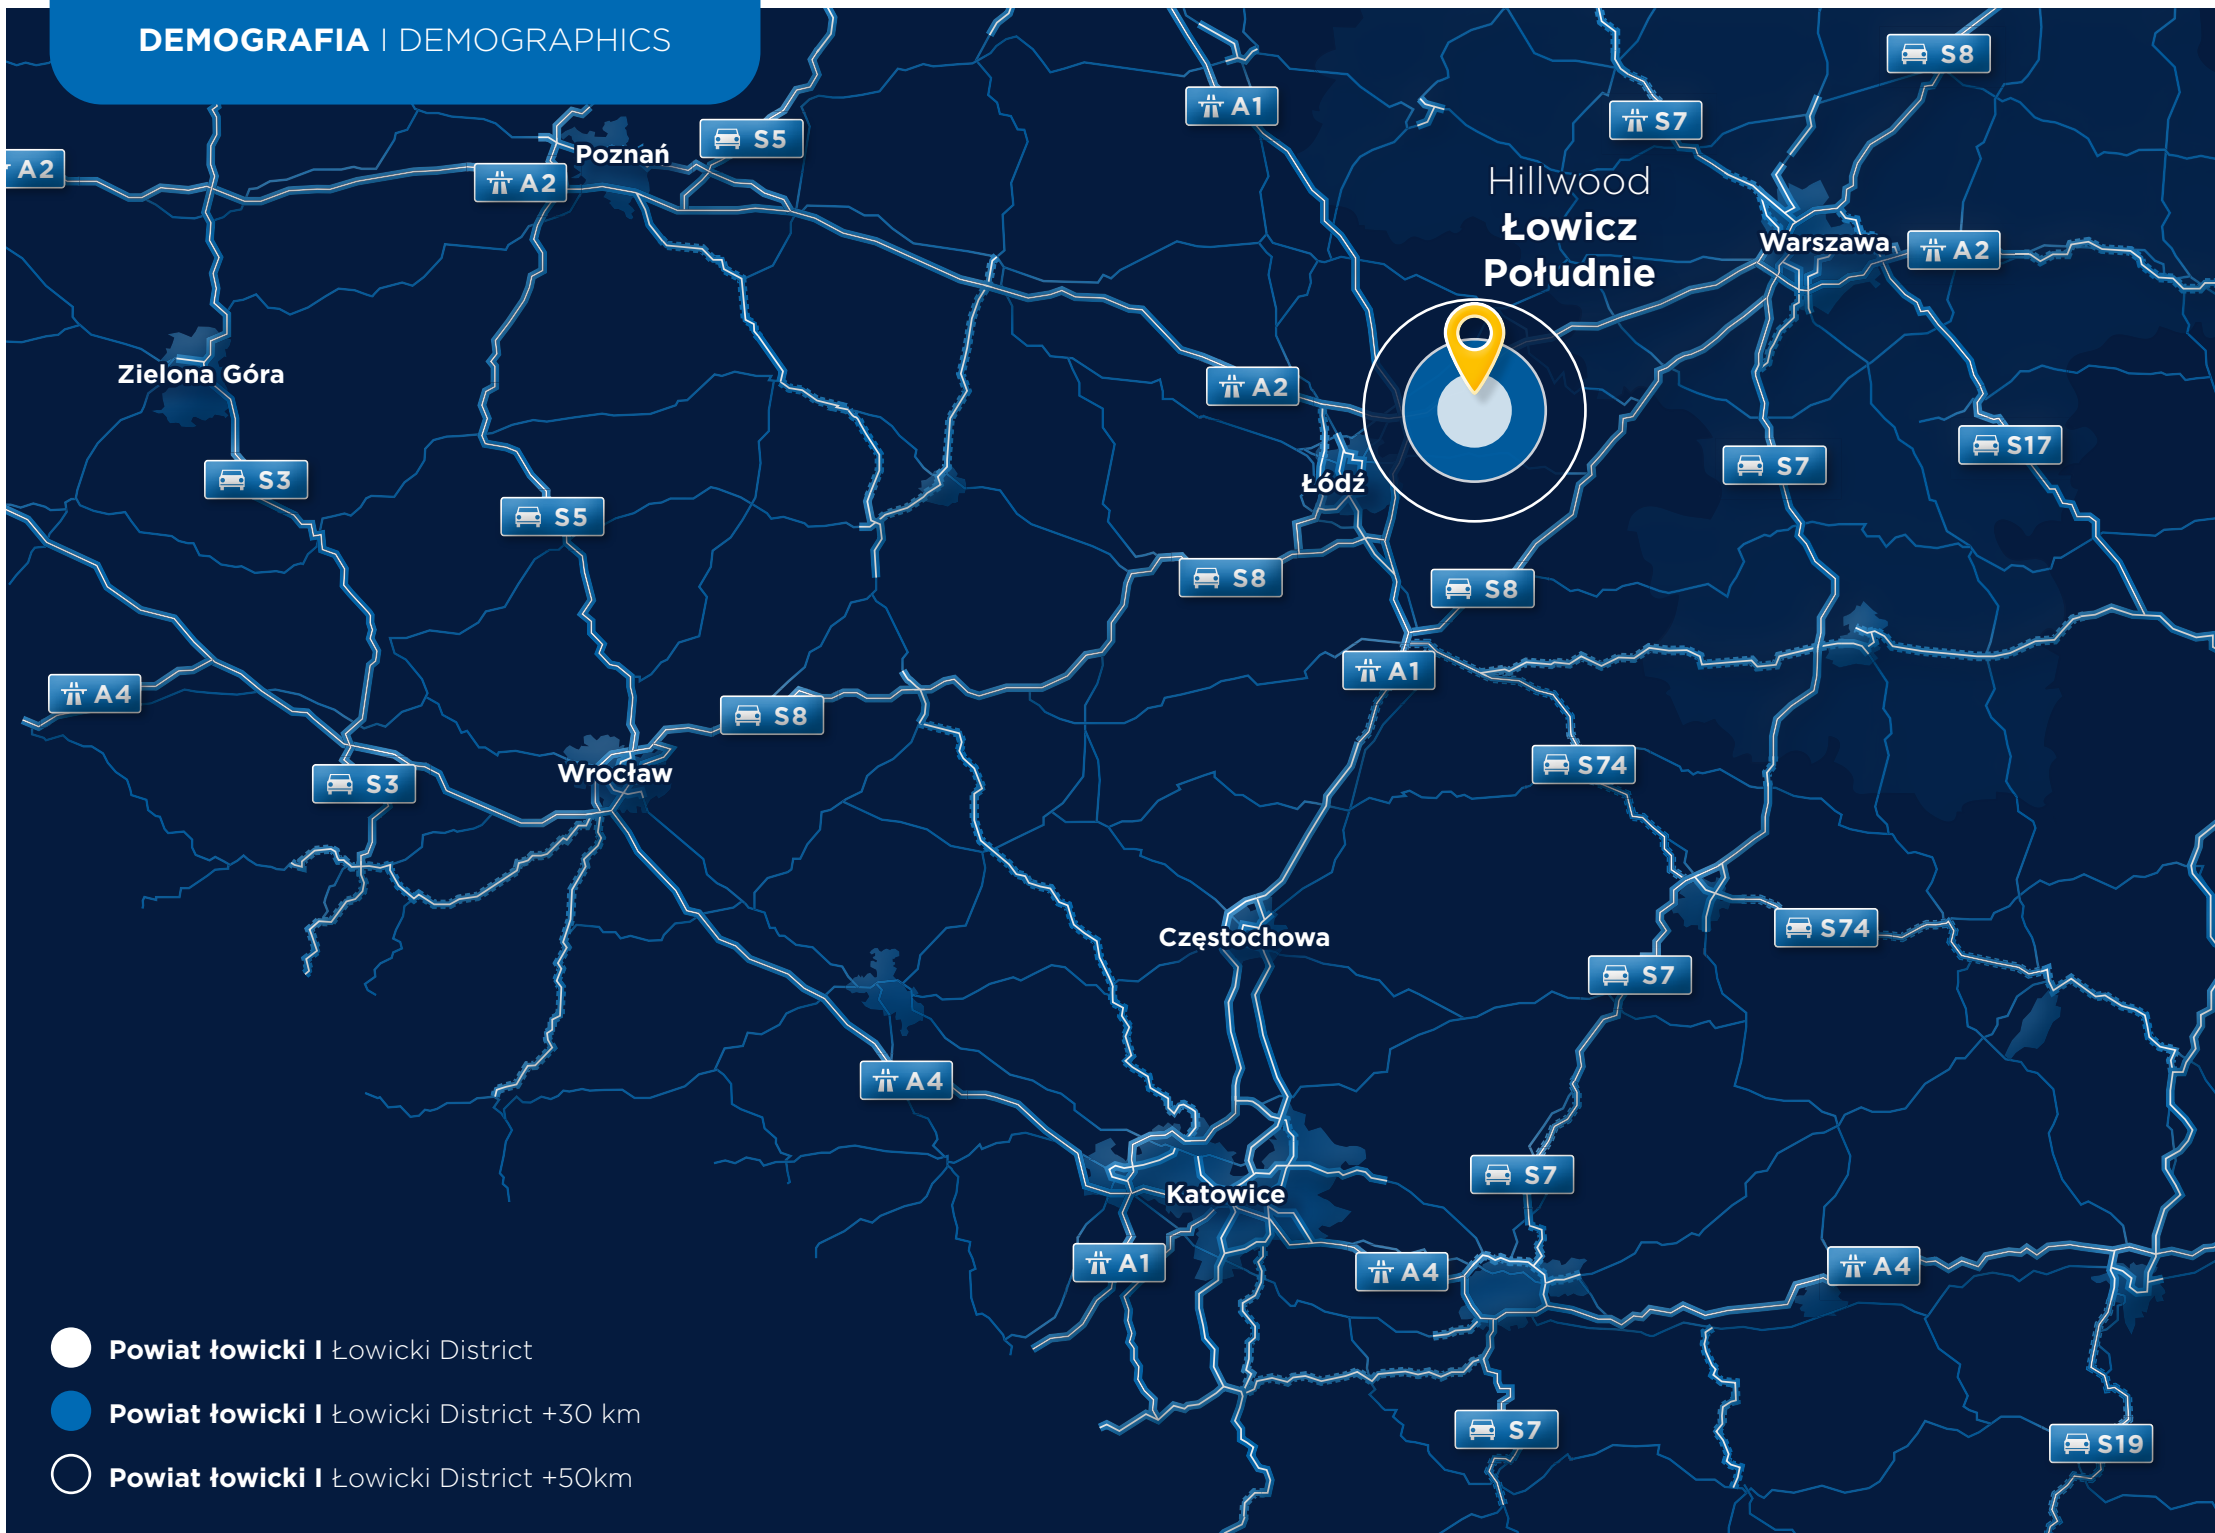 DEMOGRAFIA I DEMOGRAPHICS
S8
A1
S7
S5
Poznań
A2
A2
Hillwood
Łowicz
Południe
Warszawa
A2
Zielona Góra
A2
S17
S7
S3
Łódź
S5
S8
S8
A4
A1
S8
S74
Wrocław
S3
Częstochowa
S74
S7
A4
S7
Katowice
A1
A4
A4
Powiat łowicki I Łowicki District
Powiat łowicki I Łowicki District +30 km
S7
S19
Powiat łowicki I Łowicki District +50km